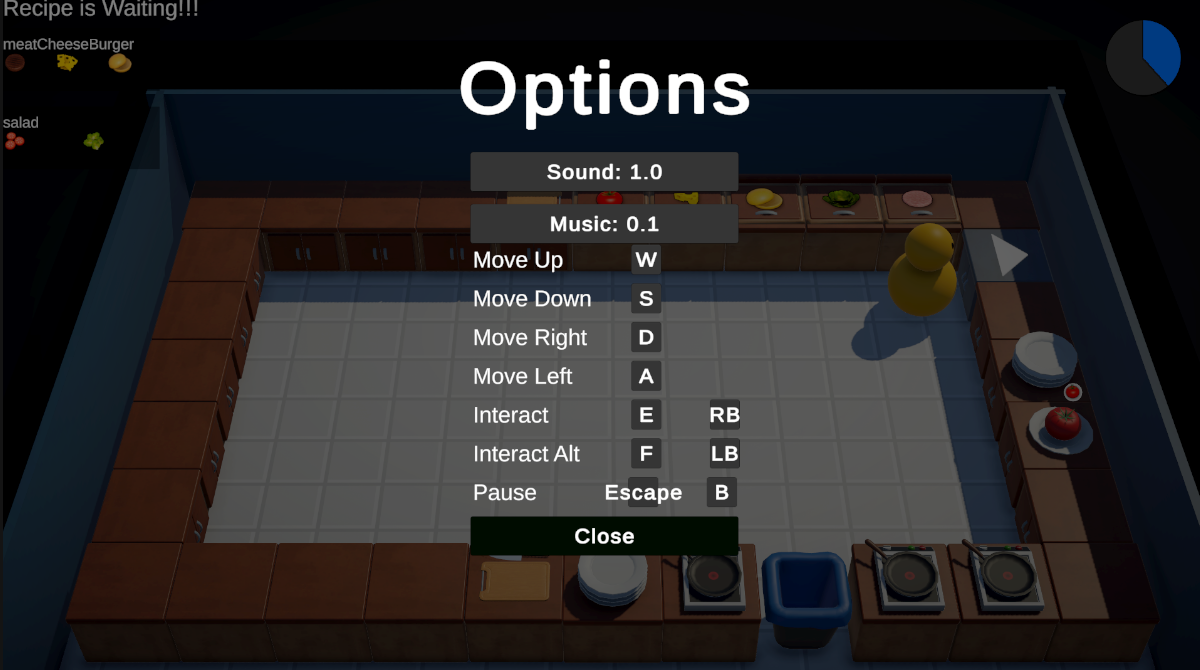 Recipe is Waiting!!!
meatCheeseBurger
salad
Options
Sound: 1.0
Music: 0.1
Move Up W
Move Down S
Move Right D
Move Left A
Interact E RB
Interact Alt F LB
Pause Escape B
Close